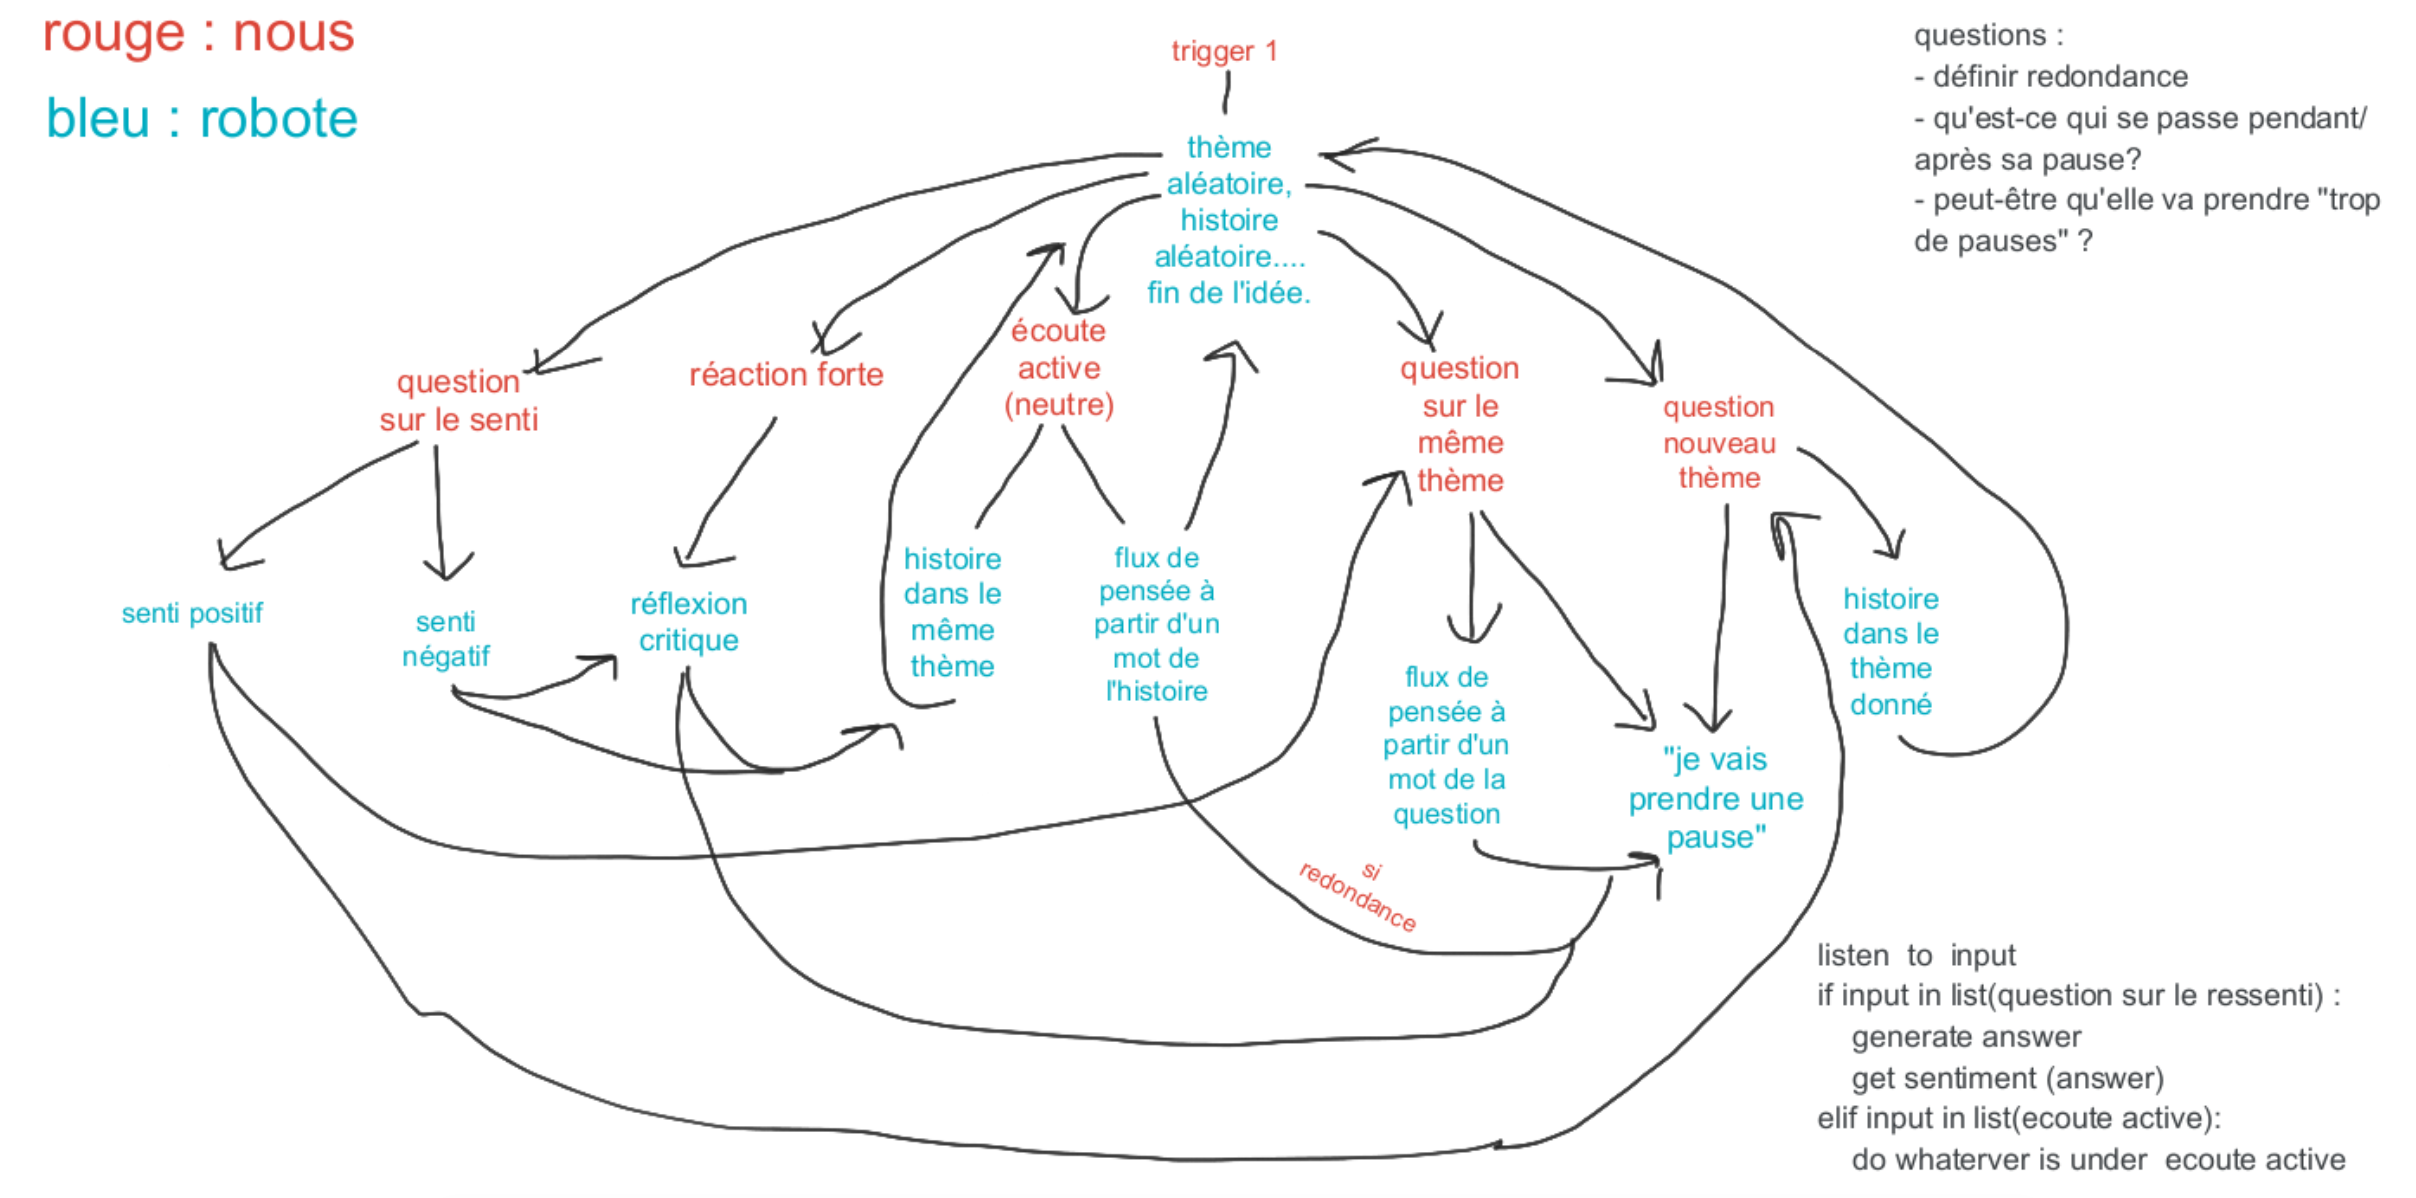 rouge : nous
bleu : robote
trigger 1
thème
aléatoire,
histoire
aléatoire....
fin de l'idée.
questions :
- définir redondance
- qu'est-ce qui se passe pendant/
après sa pause?
- peut-être qu'elle va prendre "trop
de pauses" ?
question
sur le senti
réaction forte
écoute
active
(neutre)
question
sur le
même
thème
question
nouveau
thème
senti positif
senti
négatif
réflexion
critique
histoire
dans le
même
thème
flux de
pensée à
partir d'un
mot de
l'histoire
flux de
pensée à
partir d'un
mot de la
question
"je vais
prendre une
pause"
histoire
dans le
thème
donné
si
redondance
listen to input
if input in list(question sur le ressenti) :
generate answer
get sentiment (answer)
elif input in list(ecoute active):
do whaterver is under ecoute active